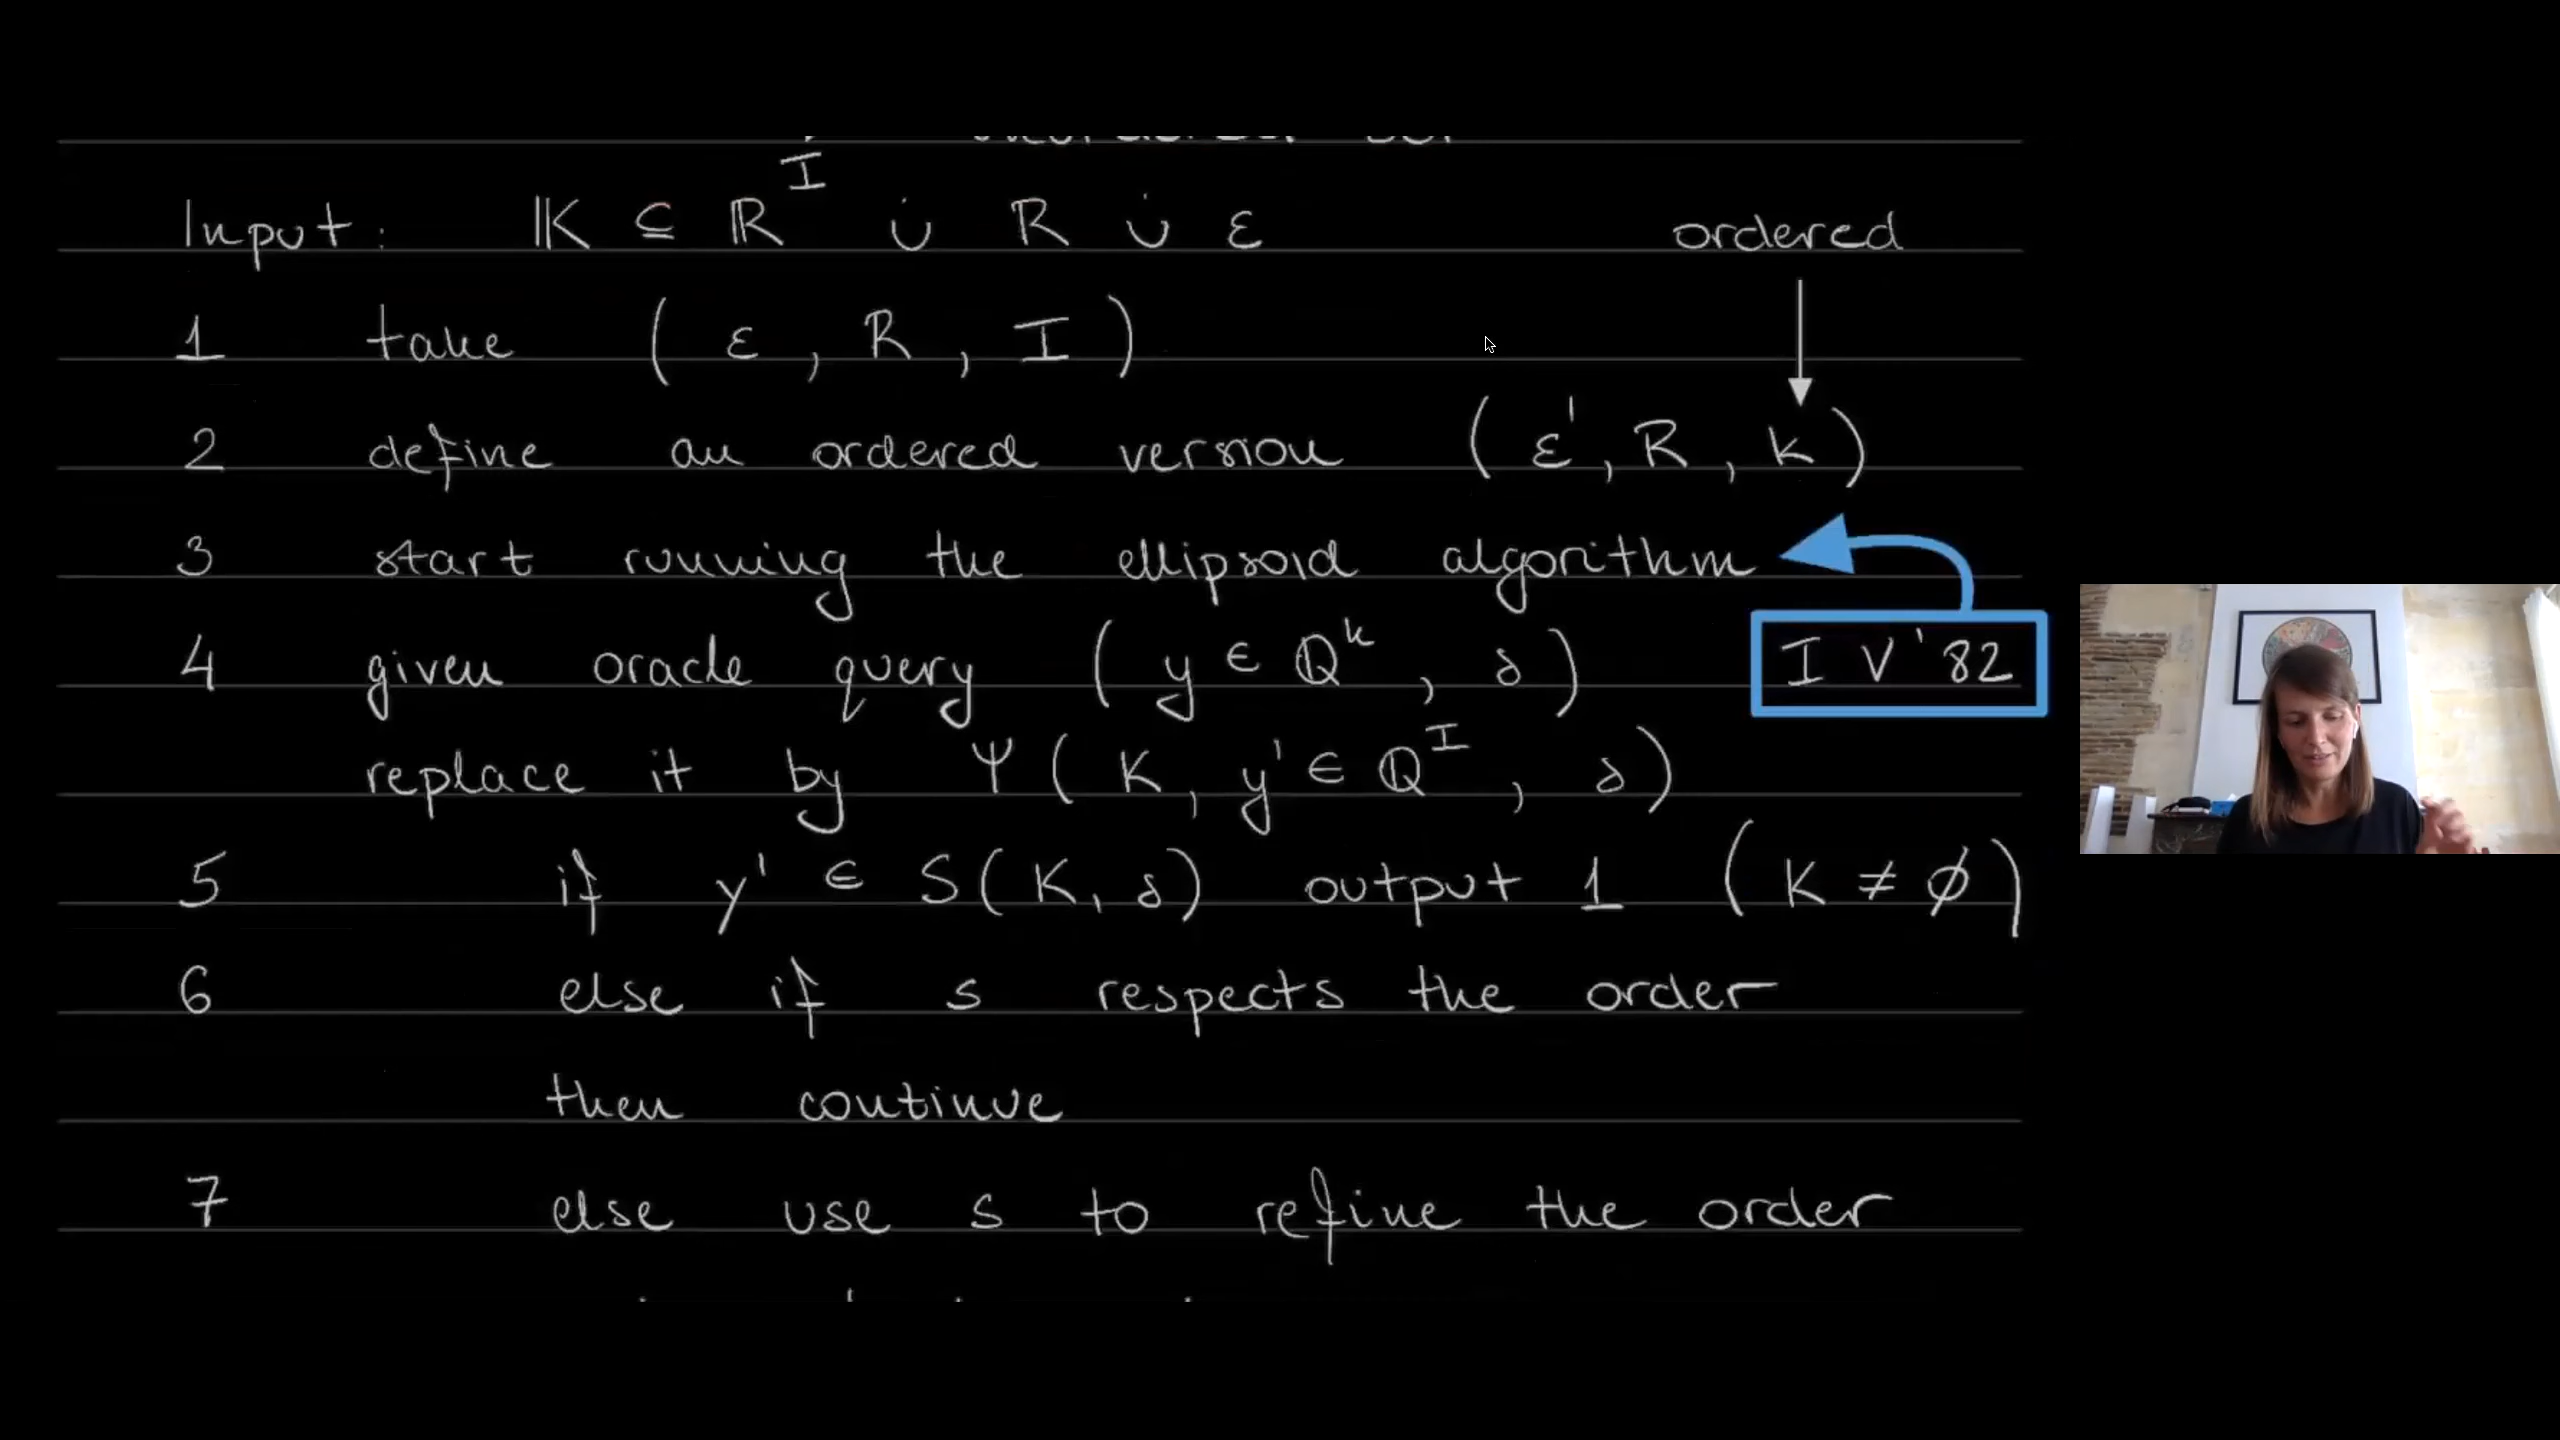 Input: 𝕂 ⊆ ℝ^I ∪̇ R ∪̇ ε
ordered
1 take ( ε , R , I )
2 define an ordered version ( ε' , R , k )
3 start running the ellipsoid algorithm
4 given oracle query ( y ∈ ℚ^k , δ )
I V '82
replace it by Ψ ( K , y' ∈ ℚ^I , δ )
5 if y' ∈ S( K , δ ) output 1 ( K ≠ ∅ )
6 else if s respects the order
then continue
7 else use s to refine the order